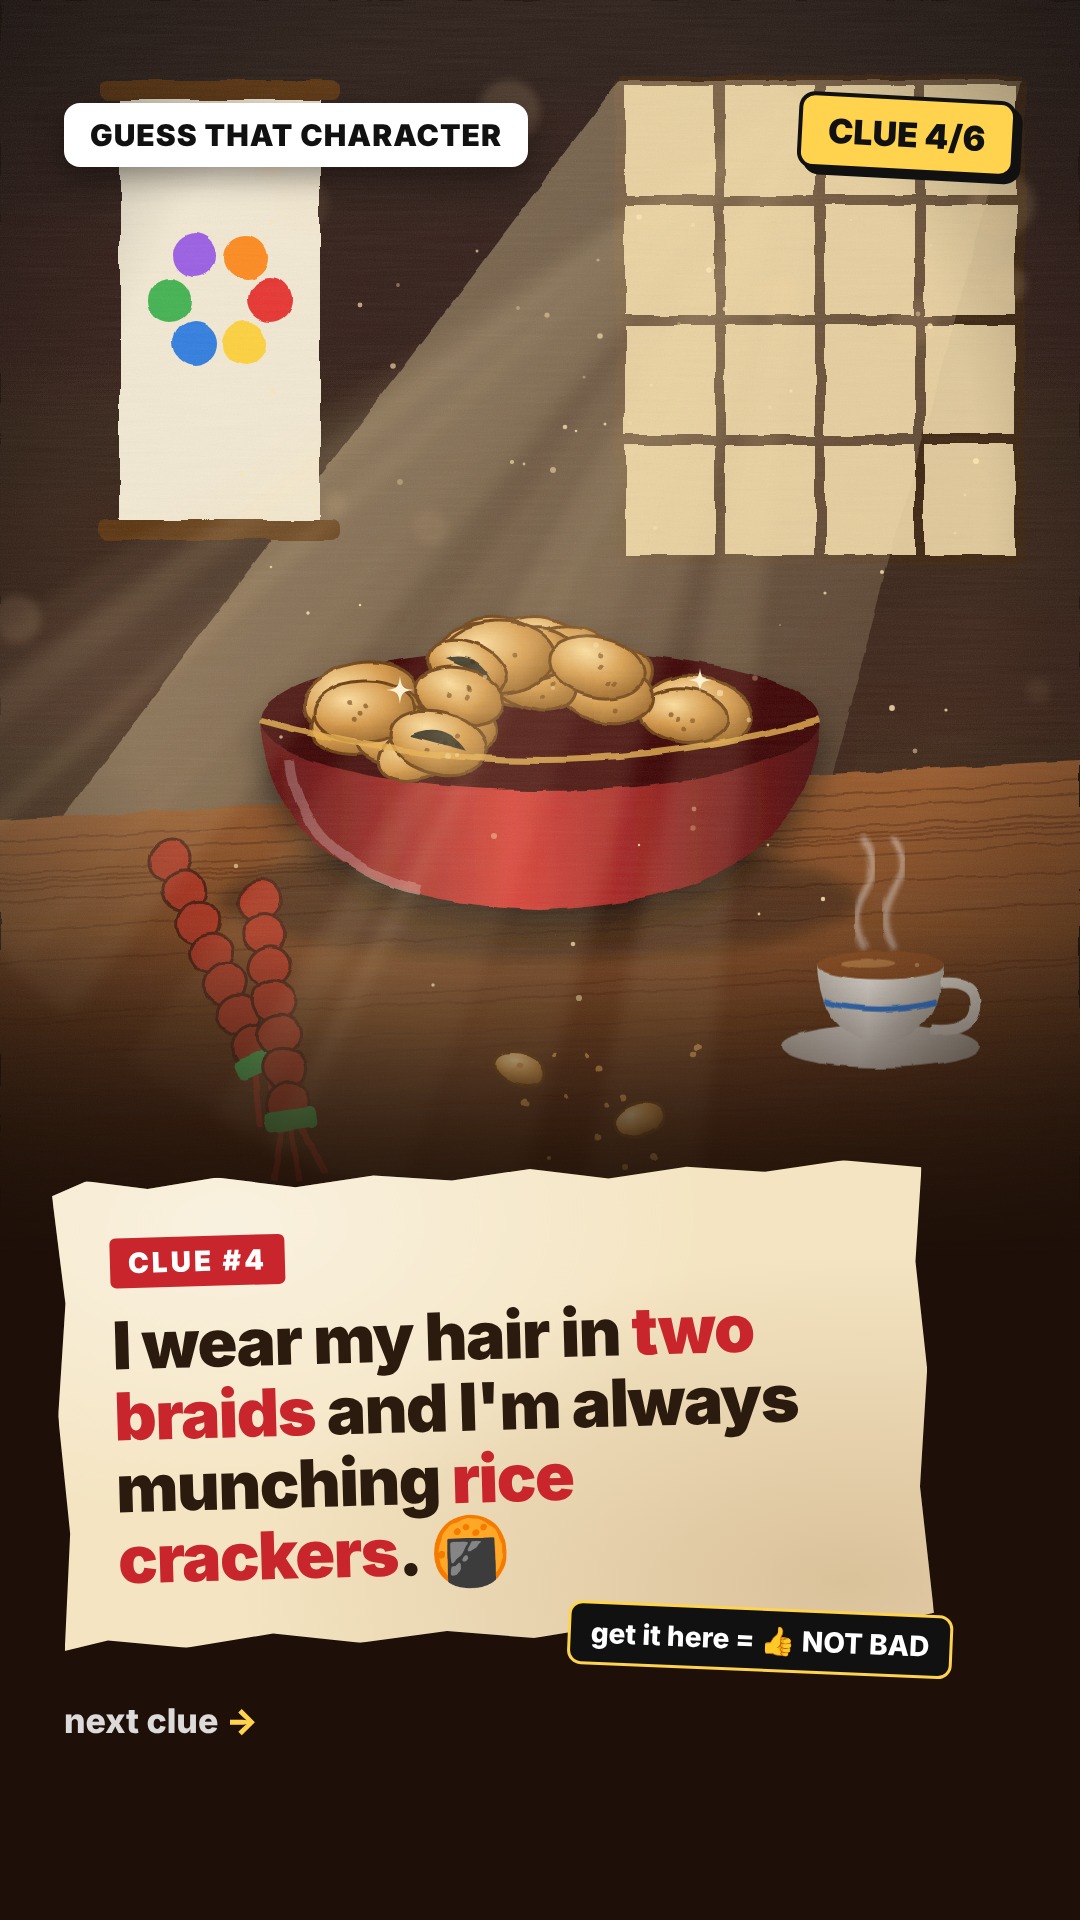 GUESS THAT CHARACTER
CLUE 4/6
CLUE #4
I wear my hair in two
braids and I'm always
munching rice
crackers. 🍘
get it here = 👍 NOT BAD
next clue →